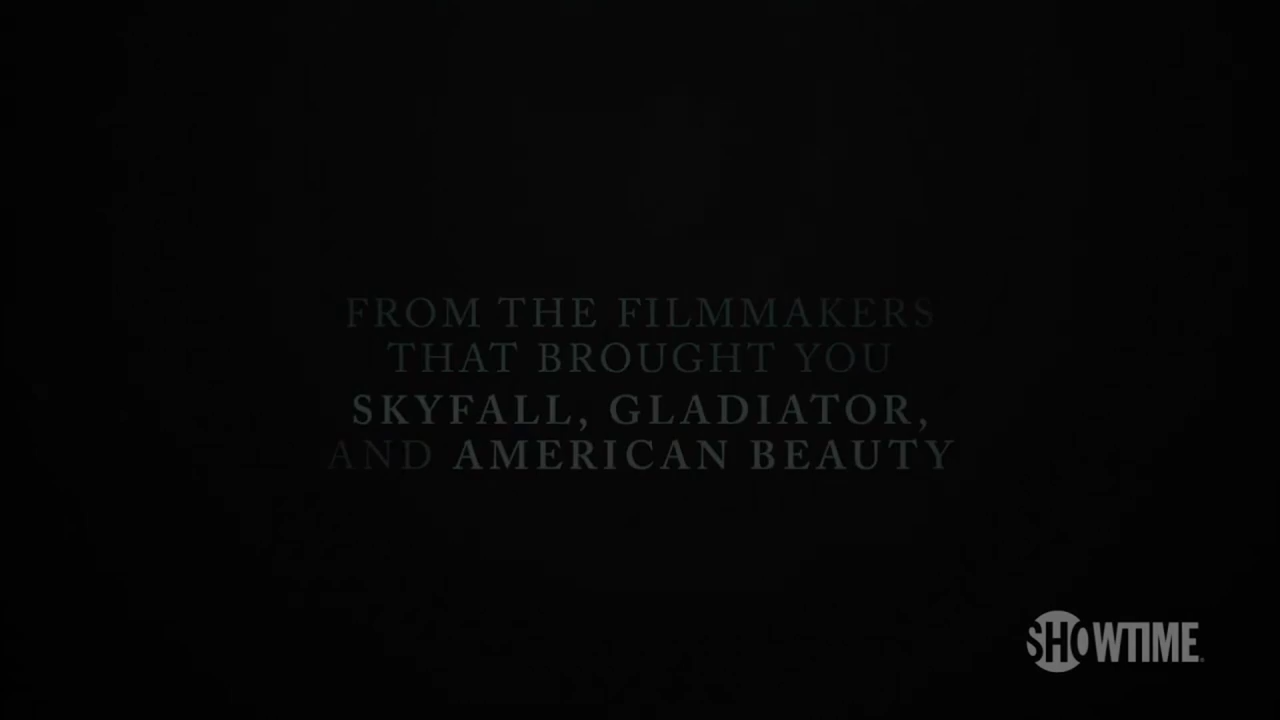 FROM THE FILMMAKERS
THAT BROUGHT YOU
SKYFALL, GLADIATOR,
AND AMERICAN BEAUTY
SHOWTIME